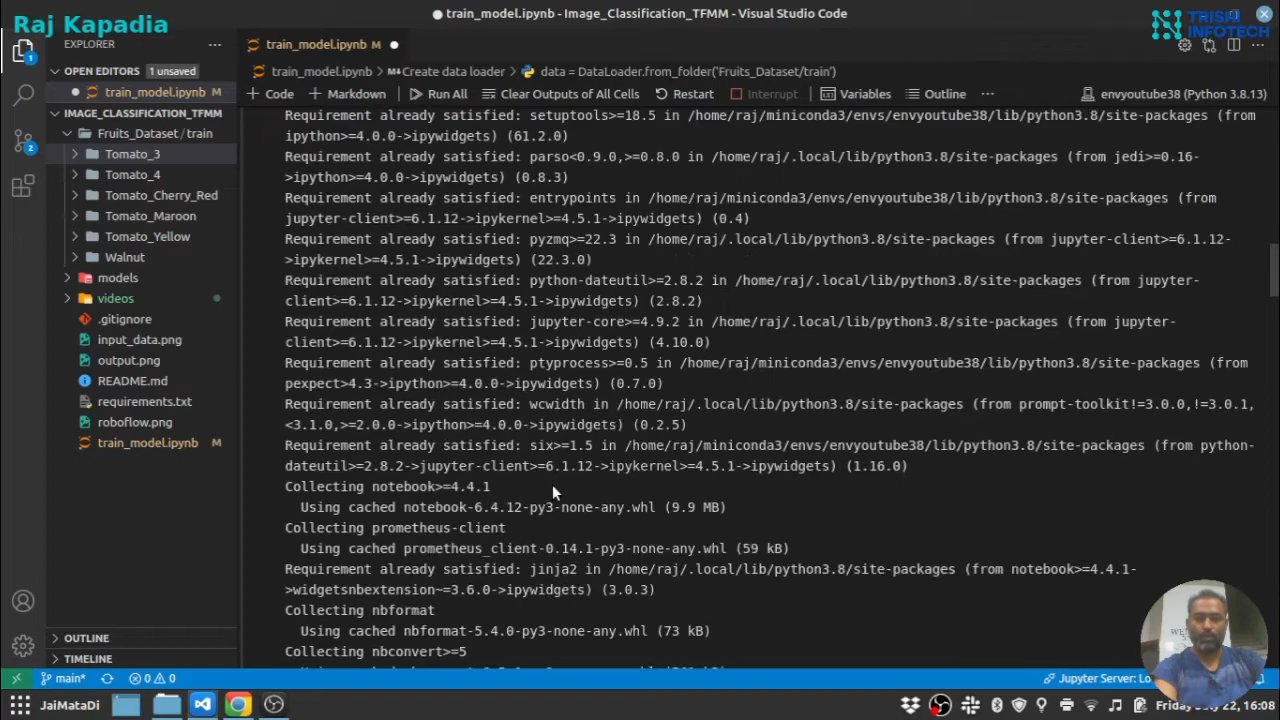 Raj Kapadia
train_model.ipynb - Image_Classification_TFMM - Visual Studio Code
TRISHI
INFOTECH
EXPLORER
train_model.ipynb M
OPEN EDITORS 1 unsaved
train_model.ipynb M
train_model.ipynb > Create data loader > data = DataLoader.from_folder('Fruits_Dataset/train')
+ Code + Markdown Run All Clear Outputs of All Cells Restart Interrupt Variables Outline ... envyoutube38 (Python 3.8.13)
IMAGE_CLASSIFICATION_TFMM
Fruits_Dataset / train
Tomato_3
Tomato_4
Tomato_Cherry_Red
Tomato_Maroon
Tomato_Yellow
Walnut
models
videos
.gitignore
input_data.png
output.png
README.md
requirements.txt
roboflow.png
train_model.ipynb M
OUTLINE
TIMELINE
1
2
Requirement already satisfied: setuptools>=18.5 in /home/raj/miniconda3/envs/envyoutube38/lib/python3.8/site-packages (from
ipython>=4.0.0->ipywidgets) (61.2.0)
Requirement already satisfied: parso<0.9.0,>=0.8.0 in /home/raj/.local/lib/python3.8/site-packages (from jedi>=0.16-
>ipython>=4.0.0->ipywidgets) (0.8.3)
Requirement already satisfied: entrypoints in /home/raj/miniconda3/envs/envyoutube38/lib/python3.8/site-packages (from
jupyter-client>=6.1.12->ipykernel>=4.5.1->ipywidgets) (0.4)
Requirement already satisfied: pyzmq>=22.3 in /home/raj/.local/lib/python3.8/site-packages (from jupyter-client>=6.1.12-
>ipykernel>=4.5.1->ipywidgets) (22.3.0)
Requirement already satisfied: python-dateutil>=2.8.2 in /home/raj/.local/lib/python3.8/site-packages (from jupyter-
client>=6.1.12->ipykernel>=4.5.1->ipywidgets) (2.8.2)
Requirement already satisfied: jupyter-core>=4.9.2 in /home/raj/.local/lib/python3.8/site-packages (from jupyter-
client>=6.1.12->ipykernel>=4.5.1->ipywidgets) (4.10.0)
Requirement already satisfied: ptyprocess>=0.5 in /home/raj/miniconda3/envs/envyoutube38/lib/python3.8/site-packages (from
pexpect>4.3->ipython>=4.0.0->ipywidgets) (0.7.0)
Requirement already satisfied: wcwidth in /home/raj/.local/lib/python3.8/site-packages (from prompt-toolkit!=3.0.0,!=3.0.1,
<3.1.0,>=2.0.0->ipython>=4.0.0->ipywidgets) (0.2.5)
Requirement already satisfied: six>=1.5 in /home/raj/miniconda3/envs/envyoutube38/lib/python3.8/site-packages (from python-
dateutil>=2.8.2->jupyter-client>=6.1.12->ipykernel>=4.5.1->ipywidgets) (1.16.0)
Collecting notebook>=4.4.1
Using cached notebook-6.4.12-py3-none-any.whl (9.9 MB)
Collecting prometheus-client
Using cached prometheus_client-0.14.1-py3-none-any.whl (59 kB)
Requirement already satisfied: jinja2 in /home/raj/.local/lib/python3.8/site-packages (from notebook>=4.4.1-
>widgetsnbextension~=3.6.0->ipywidgets) (3.0.3)
Collecting nbformat
Using cached nbformat-5.4.0-py3-none-any.whl (73 kB)
Collecting nbconvert>=5
main* 0 0 Jupyter Server: Lo
JaiMataDi Friday July 22, 16:08